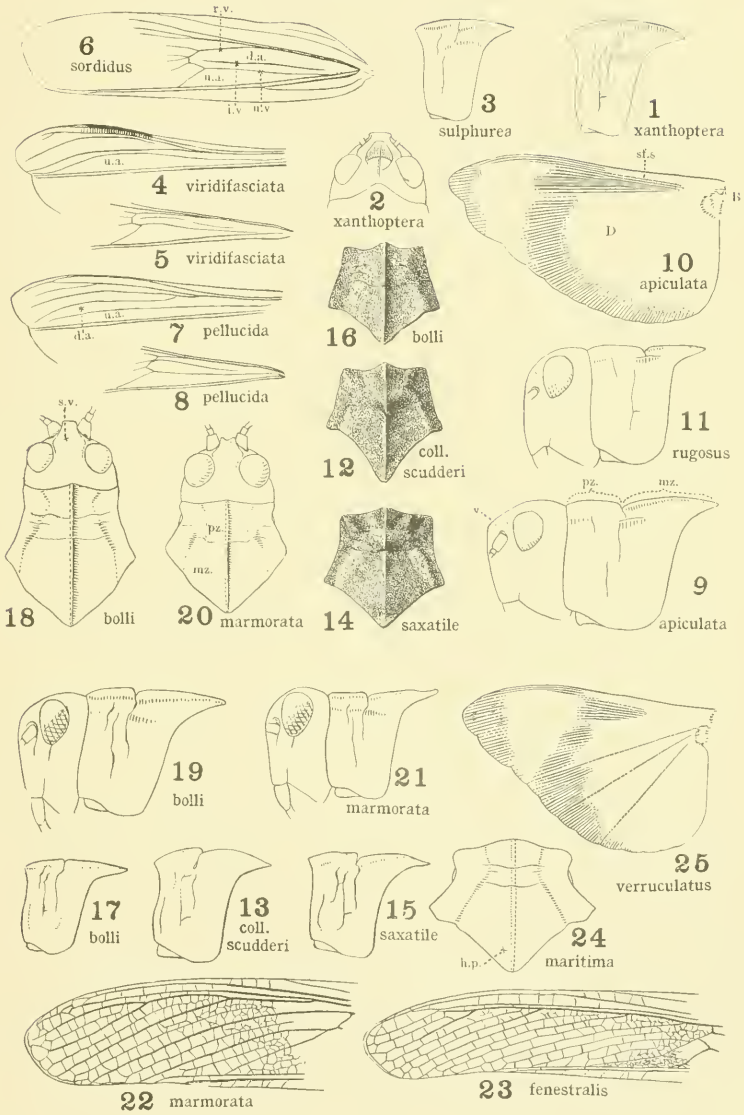 r.v.
6
sordidus
d.a.
u.a.
i.v
u.v
3
sulphurea
1
xanthoptera
u.a.
4 viridifasciata
2
xanthoptera
5 viridifasciata
sf.s
B
D
10
apiculata
u.a.
d.a.
7 pellucida
16 bolli
8 pellucida
s.v.
11
rugosus
12 coll.
scudderi
pz. mz.
v.
9
apiculata
pz.
mz.
18 bolli
20 marmorata
14 saxatile
19
bolli
21
marmorata
25
verruculatus
17
bolli
13
coll.
scudderi
15
saxatile
24
maritima
h.p.
22 marmorata
23 fenestralis